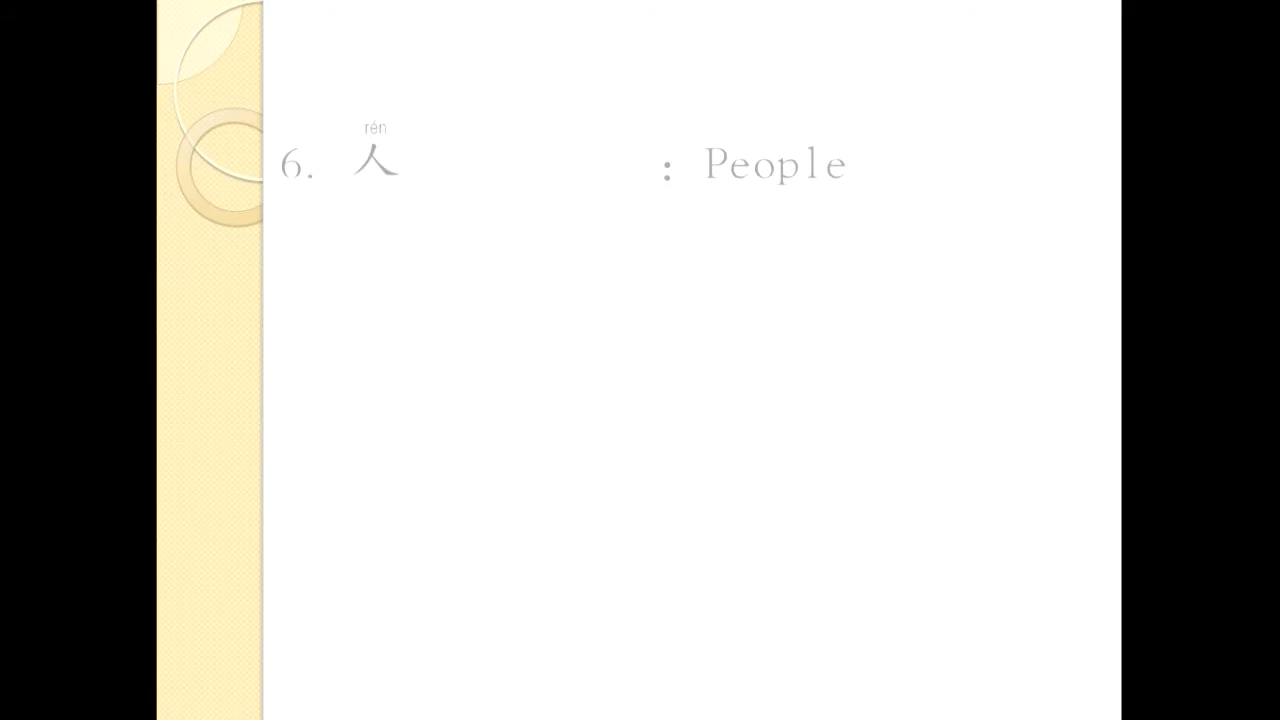 rén
6. 人 : People